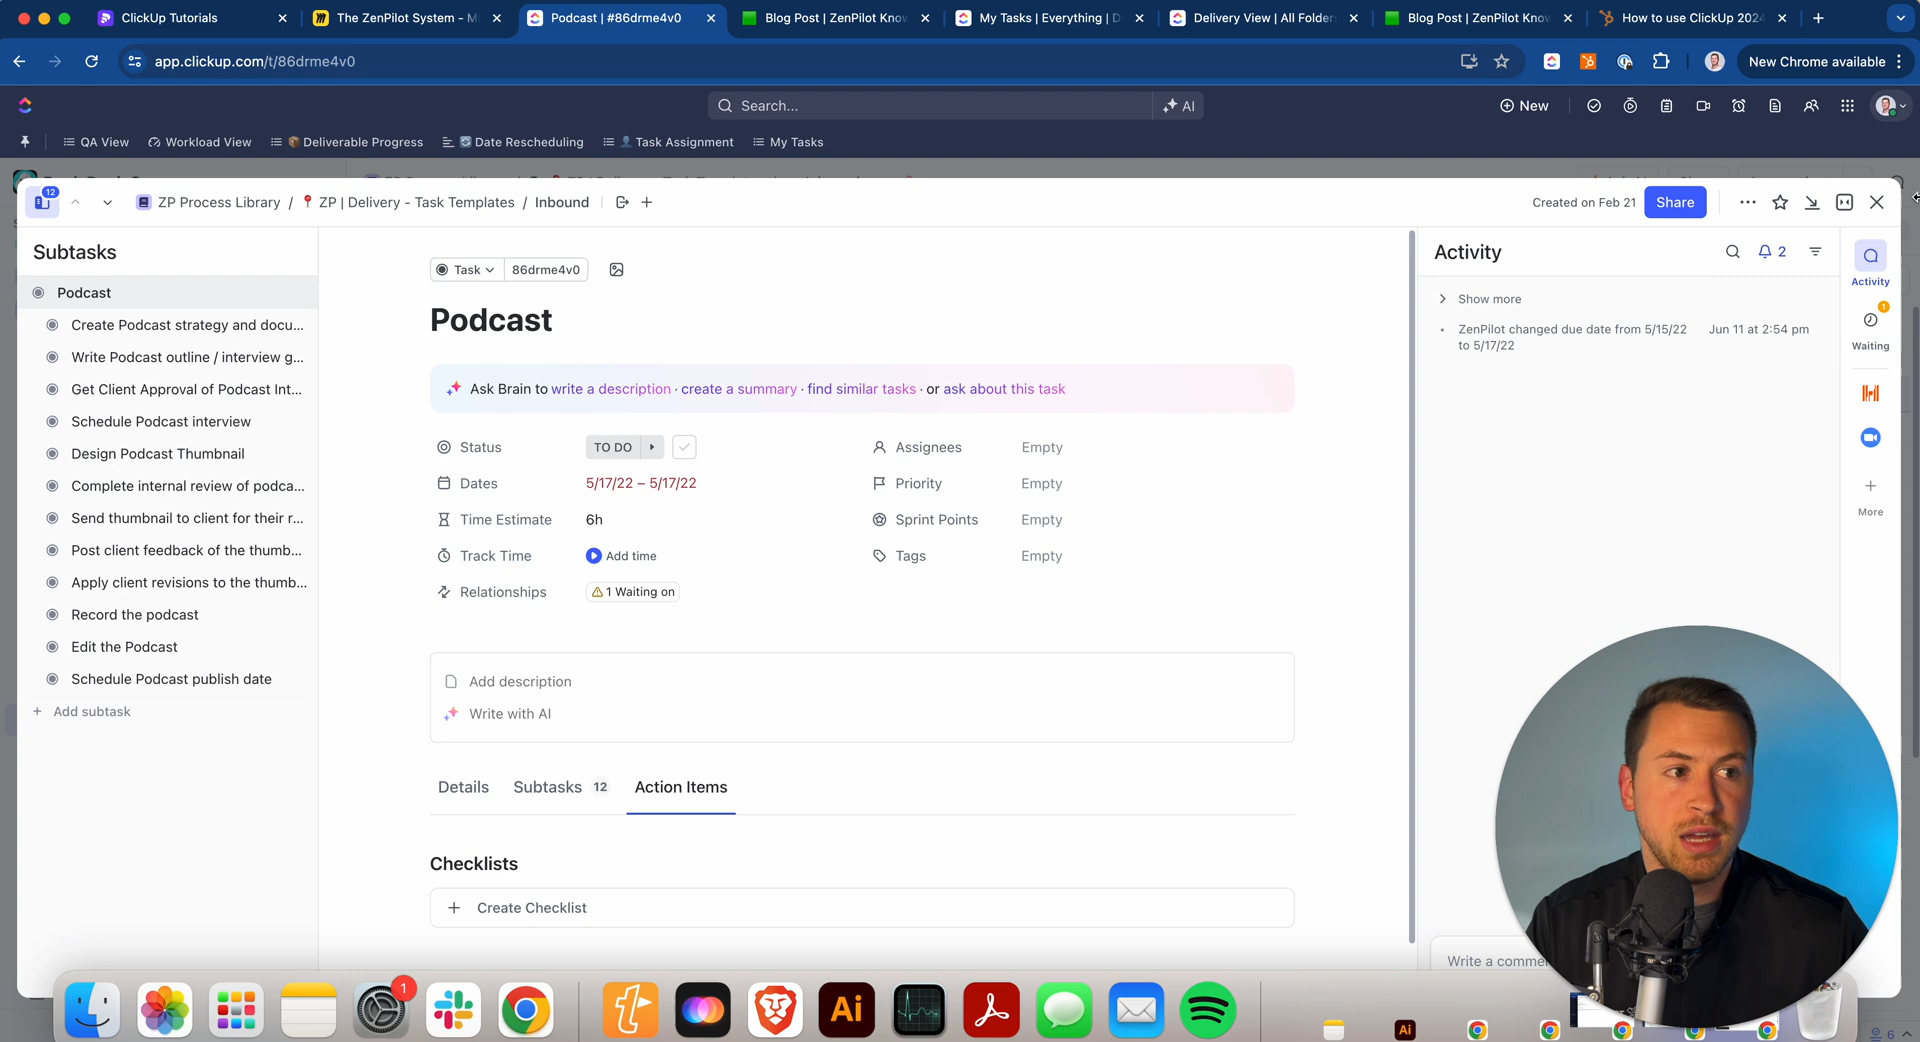 ClickUp Tutorials
The ZenPilot System - Mi
Podcast | #86drme4v0
Blog Post | ZenPilot Know
My Tasks | Everything | D
Delivery View | All Folders
Blog Post | ZenPilot Know
How to use ClickUp 2024
app.clickup.com/t/86drme4v0
New Chrome available
Search...
AI
New
QA View
Workload View
Deliverable Progress
Date Rescheduling
Task Assignment
My Tasks
12
ZP Process Library / ZP | Delivery - Task Templates / Inbound
Created on Feb 21
Share
Subtasks
Podcast
Create Podcast strategy and docu...
Write Podcast outline / interview g...
Get Client Approval of Podcast Int...
Schedule Podcast interview
Design Podcast Thumbnail
Complete internal review of podca...
Send thumbnail to client for their r...
Post client feedback of the thumb...
Apply client revisions to the thumb...
Record the podcast
Edit the Podcast
Schedule Podcast publish date
Add subtask
Task
86drme4v0
Podcast
Ask Brain to write a description · create a summary · find similar tasks · or ask about this task
Status
TO DO
Assignees
Empty
Dates
5/17/22 – 5/17/22
Priority
Empty
Time Estimate
6h
Sprint Points
Empty
Track Time
Add time
Tags
Empty
Relationships
1 Waiting on
Add description
Write with AI
Details
Subtasks 12
Action Items
Checklists
Create Checklist
Activity
2
Show more
ZenPilot changed due date from 5/15/22 to 5/17/22
Jun 11 at 2:54 pm
Activity
1
Waiting
More
Write a comme
1
Ai
Ai
6